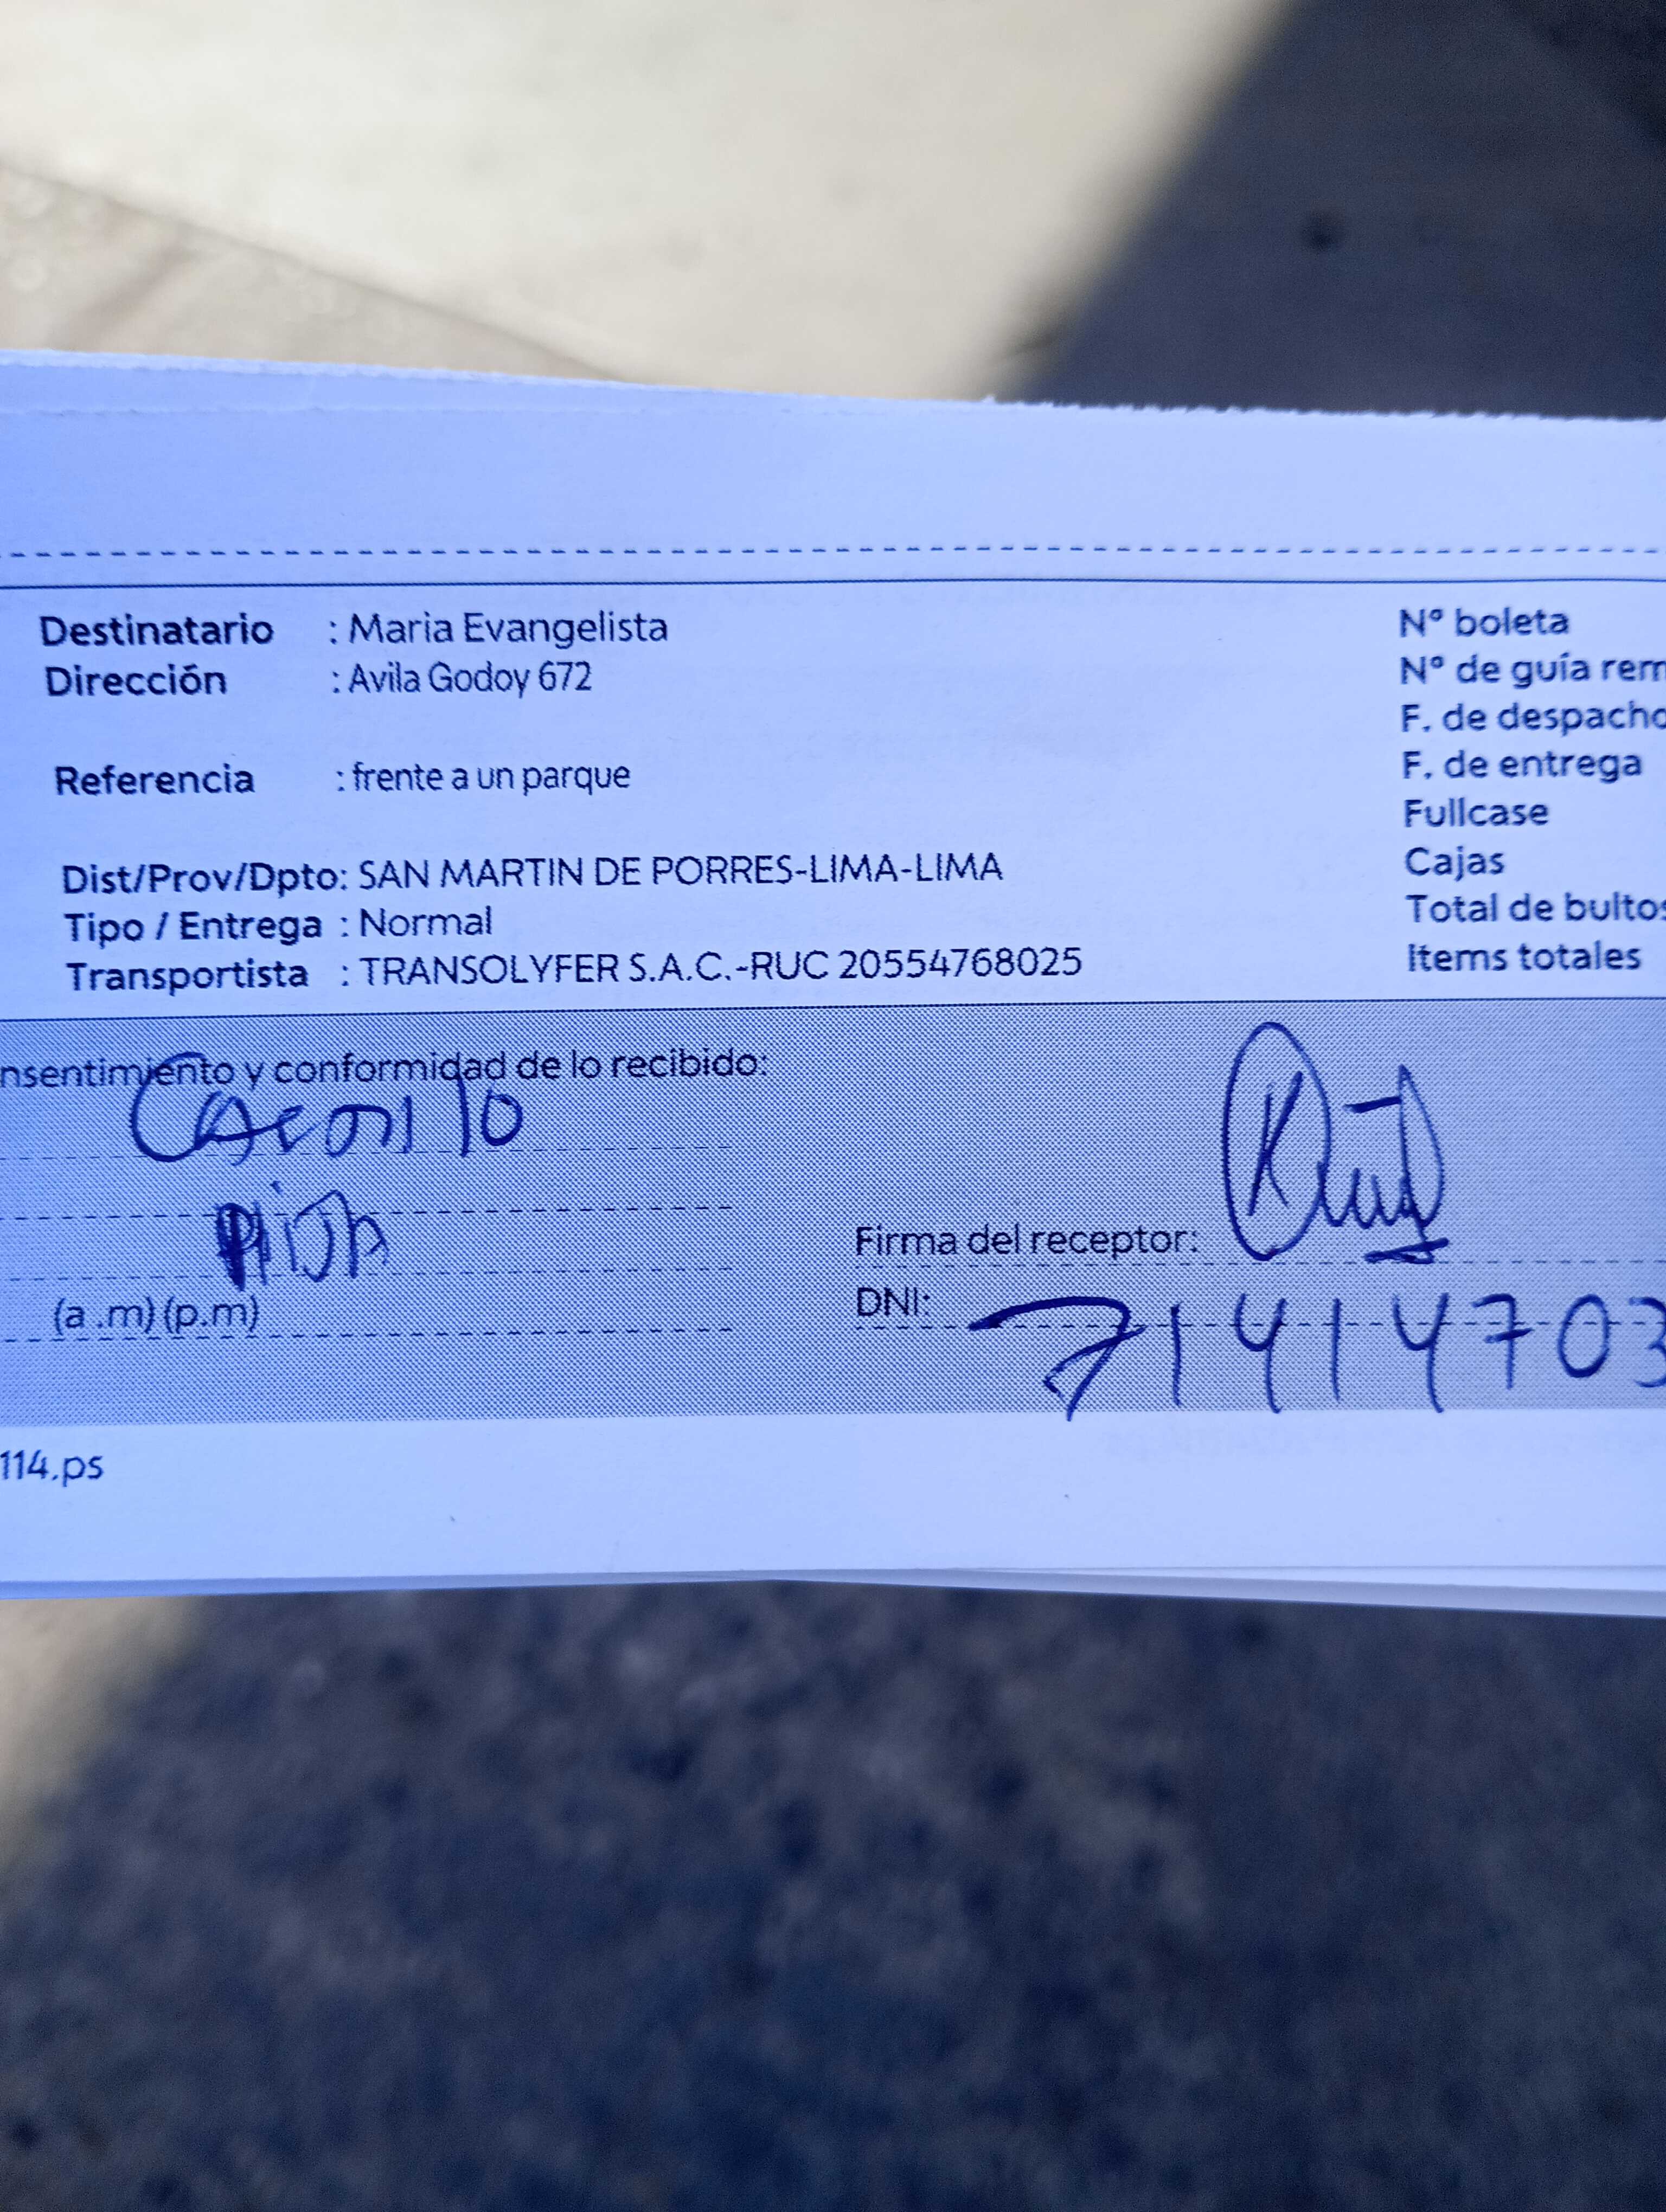 Destinatario : Maria Evangelista
Dirección : Avila Godoy 672
Referencia : frente a un parque
Dist/Prov/Dpto: SAN MARTIN DE PORRES-LIMA-LIMA
Tipo / Entrega : Normal
Transportista : TRANSOLYFER S.A.C.-RUC 20554768025
Nº boleta
Nº de guía rem
F. de despacho
F. de entrega
Fullcase
Cajas
Total de bultos
Items totales
nsentimiento y conformidad de lo recibido:
HiJA
(a .m) (p.m)
Firma del receptor:
DNI: 71414703
114.ps